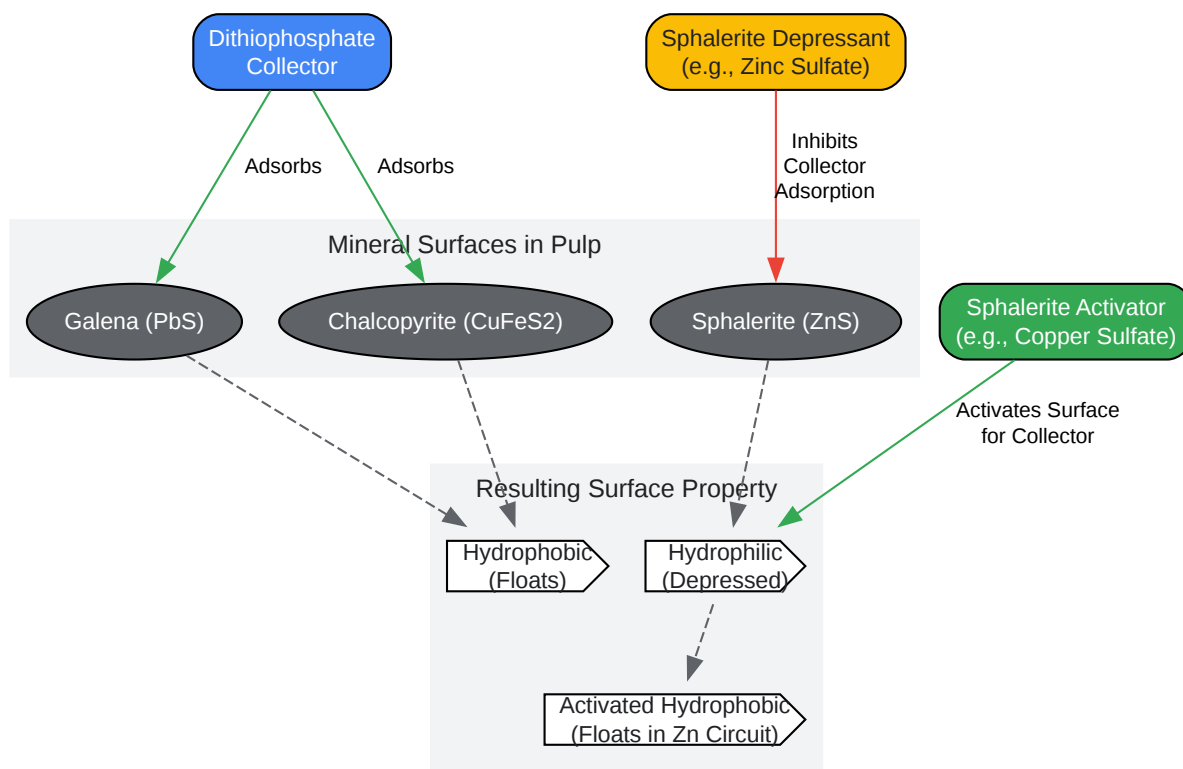 Dithiophosphate
Collector
Sphalerite Depressant
(e.g., Zinc Sulfate)
Adsorbs
Adsorbs
Inhibits
Collector
Adsorption
Mineral Surfaces in Pulp
Galena (PbS)
Chalcopyrite (CuFeS2)
Sphalerite (ZnS)
Sphalerite Activator
(e.g., Copper Sulfate)
Activates Surface
for Collector
Resulting Surface Property
Hydrophobic
(Floats)
Hydrophilic
(Depressed)
Activated Hydrophobic
(Floats in Zn Circuit)